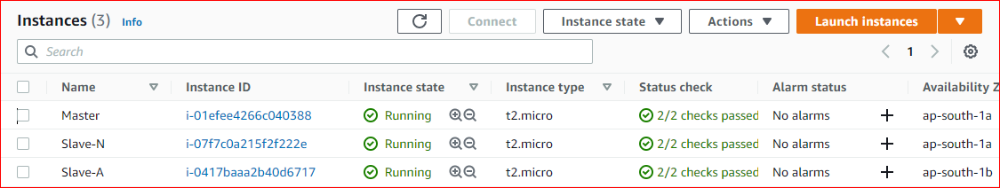 Instances (3) Info Connect Instance state Actions Launch instances
Search 1
Name Instance ID Instance state Instance type Status check Alarm status Availability Z
Master i-01efee4266c040388 Running t2.micro 2/2 checks passed No alarms ap-south-1a
Slave-N i-07f7c0a215f2f222e Running t2.micro 2/2 checks passed No alarms ap-south-1a
Slave-A i-0417baaa2b40d6717 Running t2.micro 2/2 checks passed No alarms ap-south-1b